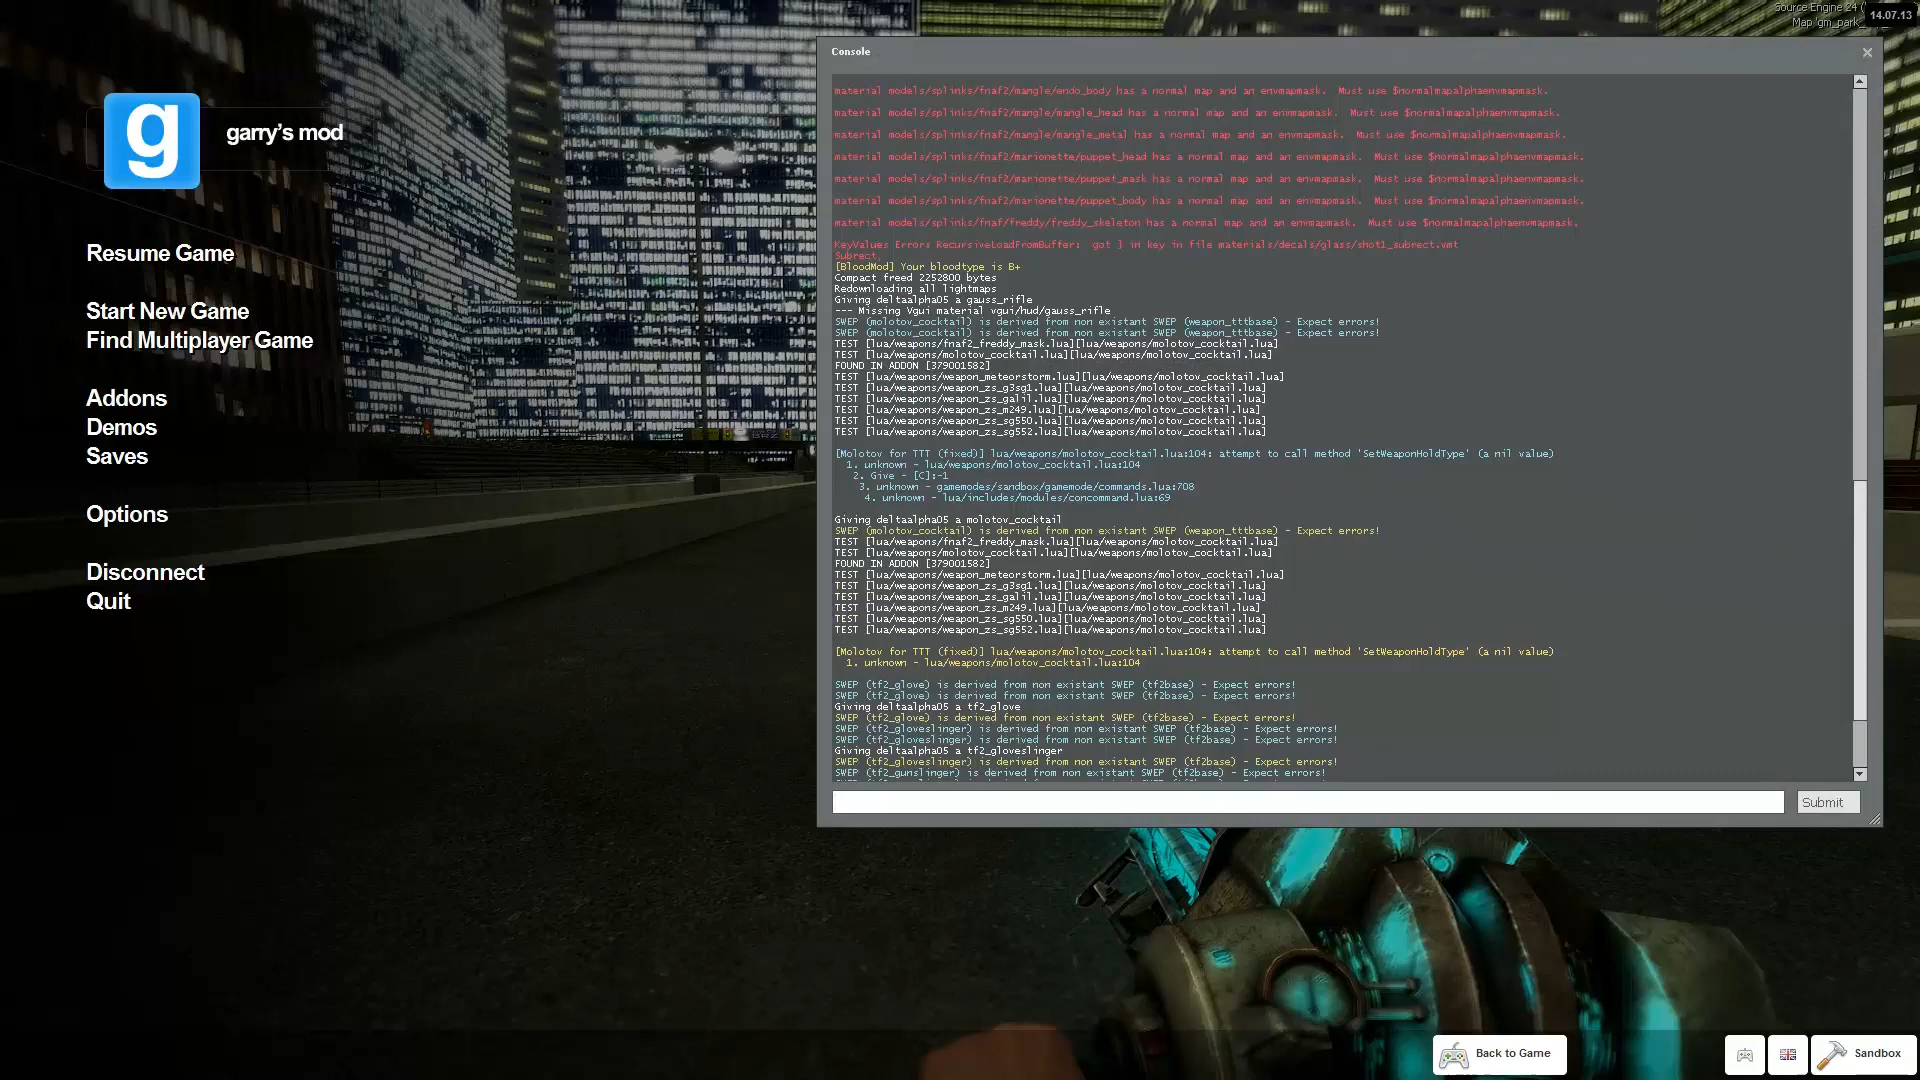 Source Engine 24 (
Map 'gm_park_
14.07.13
garry's mod
Resume Game
Start New Game
Find Multiplayer Game
Addons
Demos
Saves
Options
Disconnect
Quit
Console
material models/splinks/fnaf2/mangle/endo_body has a normal map and an envmapmask.  Must use $normalmapalphaenvmapmask.
material models/splinks/fnaf2/mangle/mangle_head has a normal map and an envmapmask.  Must use $normalmapalphaenvmapmask.
material models/splinks/fnaf2/mangle/mangle_metal has a normal map and an envmapmask.  Must use $normalmapalphaenvmapmask.
material models/splinks/fnaf2/marionette/puppet_head has a normal map and an envmapmask.  Must use $normalmapalphaenvmapmask.
material models/splinks/fnaf2/marionette/puppet_mask has a normal map and an envmapmask.  Must use $normalmapalphaenvmapmask.
material models/splinks/fnaf2/marionette/puppet_body has a normal map and an envmapmask.  Must use $normalmapalphaenvmapmask.
material models/splinks/fnaf/freddy/freddy_skeleton has a normal map and an envmapmask.  Must use $normalmapalphaenvmapmask.
KeyValues Error: RecursiveLoadFromBuffer:  got } in key in file materials/decals/glass/shot1_subrect.vmt
Subrect,
[BloodMod] Your bloodtype is B+
Compact freed 2252800 bytes
Redownloading all lightmaps
Giving deltaalpha05 a gauss_rifle
--- Missing Vgui material vgui/hud/gauss_rifle
SWEP (molotov_cocktail) is derived from non existant SWEP (weapon_tttbase) - Expect errors!
SWEP (molotov_cocktail) is derived from non existant SWEP (weapon_tttbase) - Expect errors!
TEST [lua/weapons/fnaf2_freddy_mask.lua][lua/weapons/molotov_cocktail.lua]
TEST [lua/weapons/molotov_cocktail.lua][lua/weapons/molotov_cocktail.lua]
FOUND IN ADDON [379001582]
TEST [lua/weapons/weapon_meteorstorm.lua][lua/weapons/molotov_cocktail.lua]
TEST [lua/weapons/weapon_zs_g3sg1.lua][lua/weapons/molotov_cocktail.lua]
TEST [lua/weapons/weapon_zs_galil.lua][lua/weapons/molotov_cocktail.lua]
TEST [lua/weapons/weapon_zs_m249.lua][lua/weapons/molotov_cocktail.lua]
TEST [lua/weapons/weapon_zs_sg550.lua][lua/weapons/molotov_cocktail.lua]
TEST [lua/weapons/weapon_zs_sg552.lua][lua/weapons/molotov_cocktail.lua]
[Molotov for TTT (fixed)] lua/weapons/molotov_cocktail.lua:104: attempt to call method 'SetWeaponHoldType' (a nil value)
1. unknown - lua/weapons/molotov_cocktail.lua:104
2. Give - [C]:-1
3. unknown - gamemodes/sandbox/gamemode/commands.lua:708
4. unknown - lua/includes/modules/concommand.lua:69
Giving deltaalpha05 a molotov_cocktail
SWEP (molotov_cocktail) is derived from non existant SWEP (weapon_tttbase) - Expect errors!
TEST [lua/weapons/fnaf2_freddy_mask.lua][lua/weapons/molotov_cocktail.lua]
TEST [lua/weapons/molotov_cocktail.lua][lua/weapons/molotov_cocktail.lua]
FOUND IN ADDON [379001582]
TEST [lua/weapons/weapon_meteorstorm.lua][lua/weapons/molotov_cocktail.lua]
TEST [lua/weapons/weapon_zs_g3sg1.lua][lua/weapons/molotov_cocktail.lua]
TEST [lua/weapons/weapon_zs_galil.lua][lua/weapons/molotov_cocktail.lua]
TEST [lua/weapons/weapon_zs_m249.lua][lua/weapons/molotov_cocktail.lua]
TEST [lua/weapons/weapon_zs_sg550.lua][lua/weapons/molotov_cocktail.lua]
TEST [lua/weapons/weapon_zs_sg552.lua][lua/weapons/molotov_cocktail.lua]
[Molotov for TTT (fixed)] lua/weapons/molotov_cocktail.lua:104: attempt to call method 'SetWeaponHoldType' (a nil value)
1. unknown - lua/weapons/molotov_cocktail.lua:104
SWEP (tf2_glove) is derived from non existant SWEP (tf2base) - Expect errors!
SWEP (tf2_glove) is derived from non existant SWEP (tf2base) - Expect errors!
Giving deltaalpha05 a tf2_glove
SWEP (tf2_glove) is derived from non existant SWEP (tf2base) - Expect errors!
SWEP (tf2_gloveslinger) is derived from non existant SWEP (tf2base) - Expect errors!
SWEP (tf2_gloveslinger) is derived from non existant SWEP (tf2base) - Expect errors!
Giving deltaalpha05 a tf2_gloveslinger
SWEP (tf2_gloveslinger) is derived from non existant SWEP (tf2base) - Expect errors!
SWEP (tf2_gunslinger) is derived from non existant SWEP (tf2base) - Expect errors!
Submit
Back to Game
Sandbox